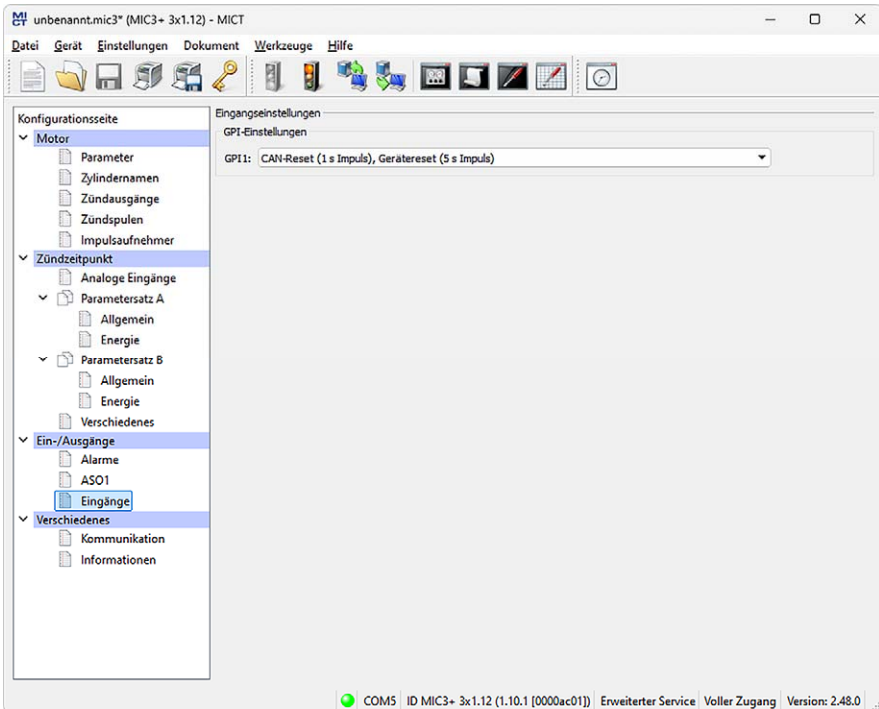 MICT unbenannt.mic3* (MIC3+ 3x1.12) - MICT
Datei Gerät Einstellungen Dokument Werkzeuge Hilfe
Konfigurationsseite
Motor
Parameter
Zylindernamen
Zündausgänge
Zündspulen
Impulsaufnehmer
Zündzeitpunkt
Analoge Eingänge
Parametersatz A
Allgemein
Energie
Parametersatz B
Allgemein
Energie
Verschiedenes
Ein-/Ausgänge
Alarme
ASO1
Eingänge
Verschiedenes
Kommunikation
Informationen
Eingangseinstellungen
GPI-Einstellungen
GPI1: CAN-Reset (1 s Impuls), Gerätereset (5 s Impuls)
COM5 ID MIC3+ 3x1.12 (1.10.1 [0000ac01]) Erweiterter Service Voller Zugang Version: 2.48.0